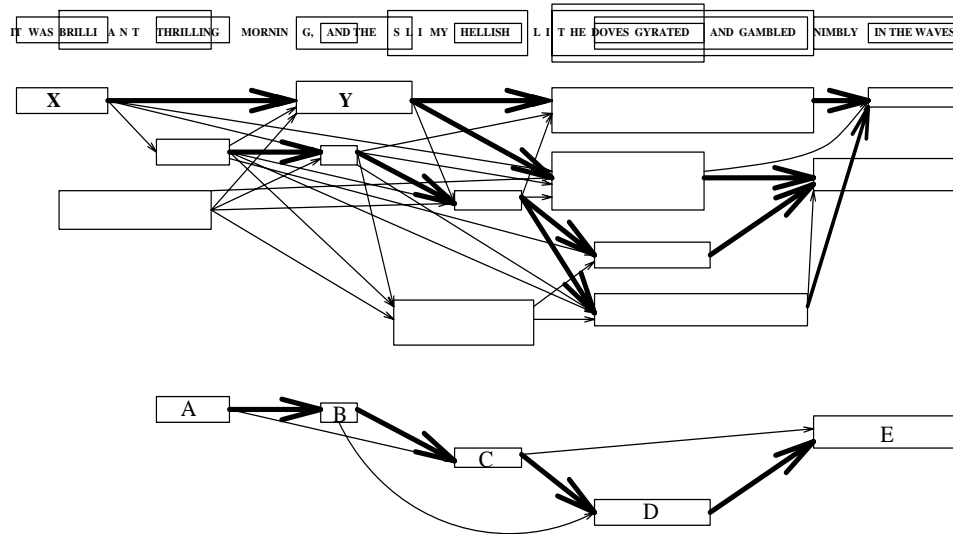 IT WAS BRILLI A N T THRILLING MORNIN G, AND THE S L I MY HELLISH L I T HE DOVES GYRATED AND GAMBLED NIMBLY IN THE WAVES
X Y
A
B
C
E
D